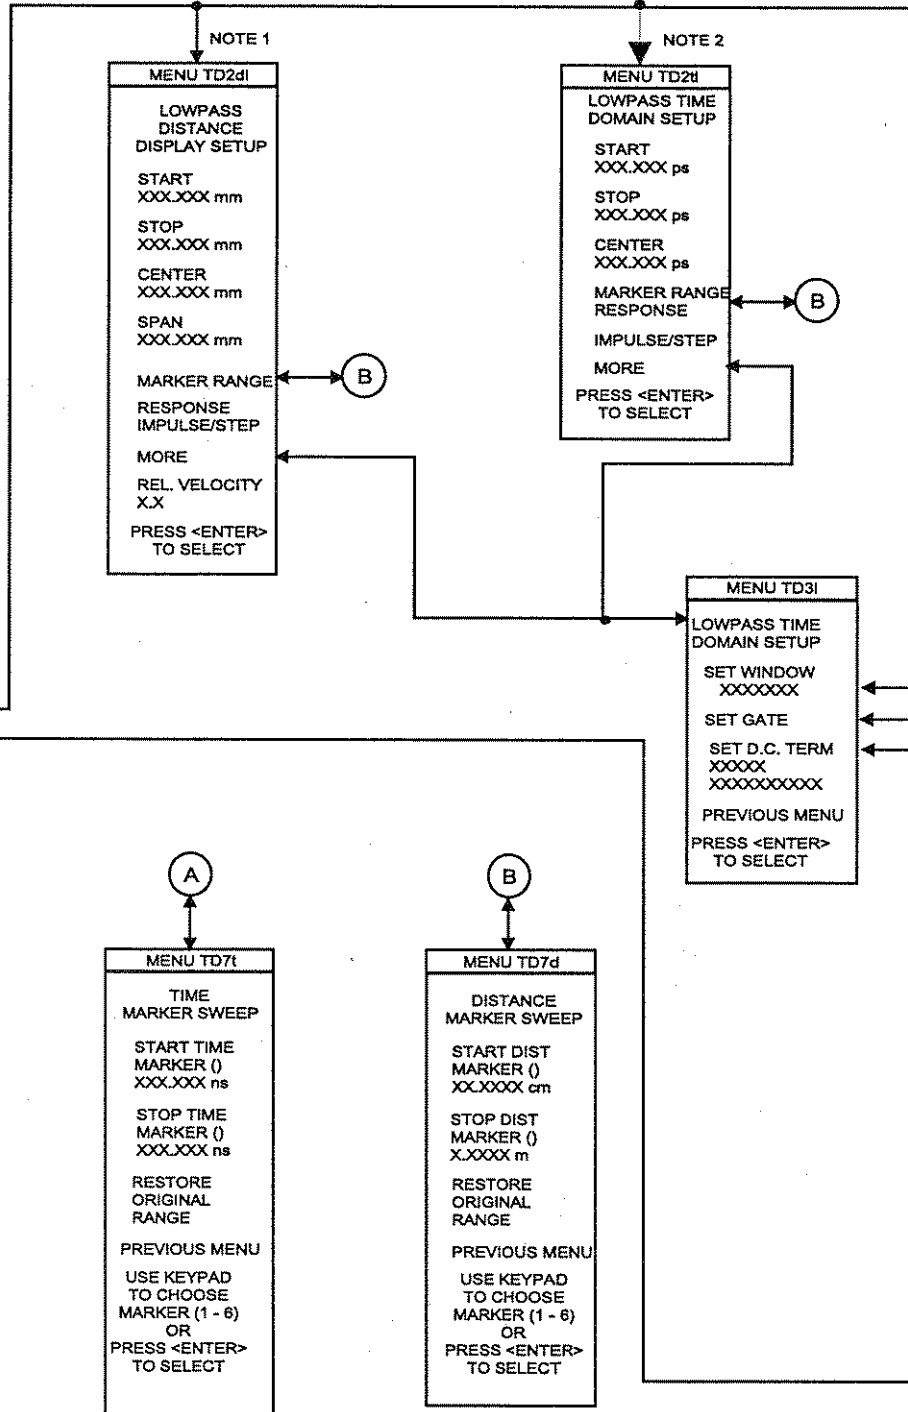 NOTE 1
MENU TD2dl
LOWPASS
DISTANCE
DISPLAY SETUP
START
XXX.XXX mm
STOP
XXX.XXX mm
CENTER
XXX.XXX mm
SPAN
XXX.XXX mm
MARKER RANGE
B
RESPONSE
IMPULSE/STEP
MORE
REL. VELOCITY
X.X
PRESS <ENTER>
TO SELECT
NOTE 2
MENU TD2tl
LOWPASS TIME
DOMAIN SETUP
START
XXX.XXX ps
STOP
XXX.XXX ps
CENTER
XXX.XXX ps
MARKER RANGE
RESPONSE
B
IMPULSE/STEP
MORE
PRESS <ENTER>
TO SELECT
MENU TD3l
LOWPASS TIME
DOMAIN SETUP
SET WINDOW
XXXXXXX
SET GATE
SET D.C. TERM
XXXXX
XXXXXXXXXX
PREVIOUS MENU
PRESS <ENTER>
TO SELECT
A
MENU TD7t
TIME
MARKER SWEEP
START TIME
MARKER ()
XXX.XXX ns
STOP TIME
MARKER ()
XXX.XXX ns
RESTORE
ORIGINAL
RANGE
PREVIOUS MENU
USE KEYPAD
TO CHOOSE
MARKER (1 - 6)
OR
PRESS <ENTER>
TO SELECT
B
MENU TD7d
DISTANCE
MARKER SWEEP
START DIST
MARKER ()
XX.XXXX cm
STOP DIST
MARKER ()
X.XXXX m
RESTORE
ORIGINAL
RANGE
PREVIOUS MENU
USE KEYPAD
TO CHOOSE
MARKER (1 - 6)
OR
PRESS <ENTER>
TO SELECT